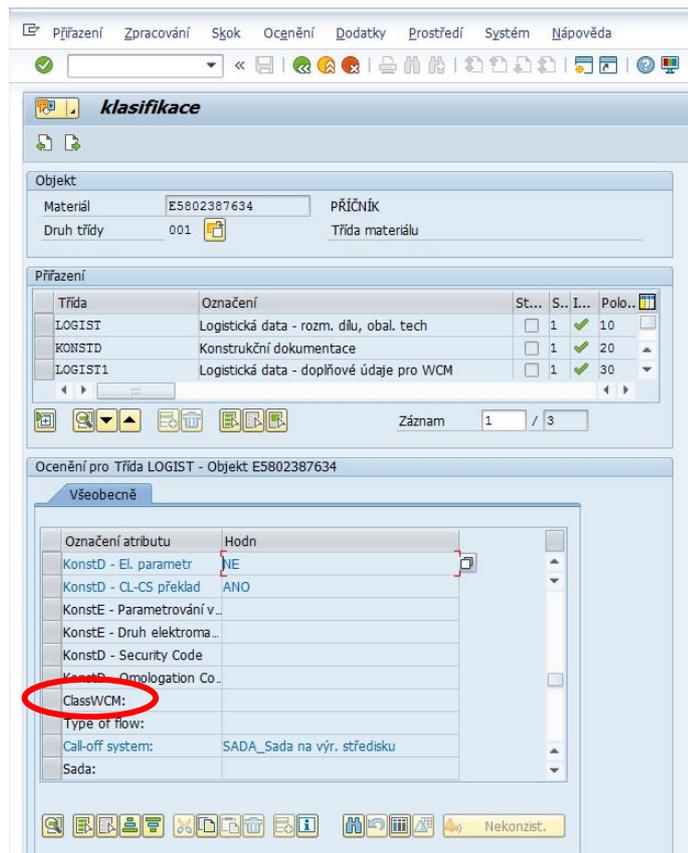 Přiřazení Zpracování Skok Ocenění Dodatky Prostředí Systém Nápověda
klasifikace
Objekt
Materiál E5802387634 PŘÍČNÍK
Druh třídy 001 Třída materiálu
Přiřazení
Třída Označení St... S.. I... Polo..
LOGIST Logistická data - rozm. dílu, obal. tech 1 10
KONSTD Konstrukční dokumentace 1 20
LOGIST1 Logistická data - doplňové údaje pro WCM 1 30
Záznam 1 / 3
Ocenění pro Třída LOGIST - Objekt E5802387634
Všeobecně
Označení atributu Hodn
KonstD - El. parametr NE
KonstD - CL-CS překlad ANO
KonstE - Parametrování v...
KonstE - Druh elektroma...
KonstD - Security Code
KonstD - Omologation Co..
ClassWCM:
Type of flow:
Call-off system: SADA_Sada na výr. středisku
Sada:
Nekonzist.